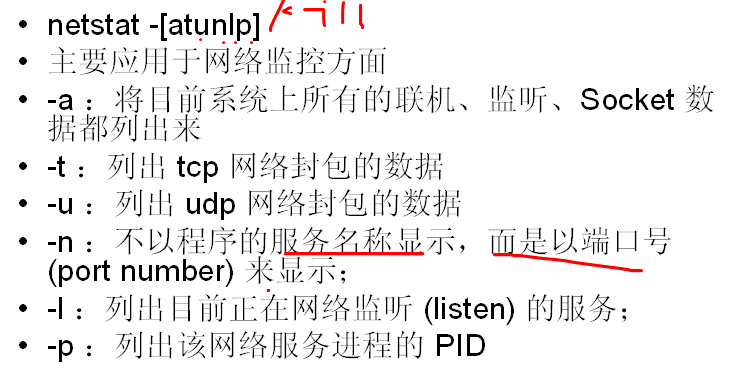 • netstat -[atunlp] kill
• 主要应用于网络监控方面
• -a ：将目前系统上所有的联机、监听、Socket 数
据都列出来
• -t ：列出 tcp 网络封包的数据
• -u ：列出 udp 网络封包的数据
• -n ：不以程序的服务名称显示，而是以端口号
(port number) 来显示；
• -l ：列出目前正在网络监听 (listen) 的服务；
• -p ：列出该网络服务进程的 PID